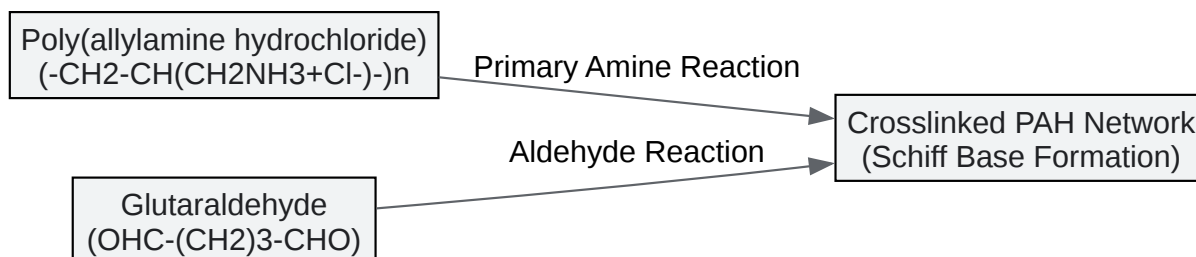 Poly(allylamine hydrochloride)
(-CH2-CH(CH2NH3+Cl-)-)n
Primary Amine Reaction
Crosslinked PAH Network
(Schiff Base Formation)
Aldehyde Reaction
Glutaraldehyde
(OHC-(CH2)3-CHO)